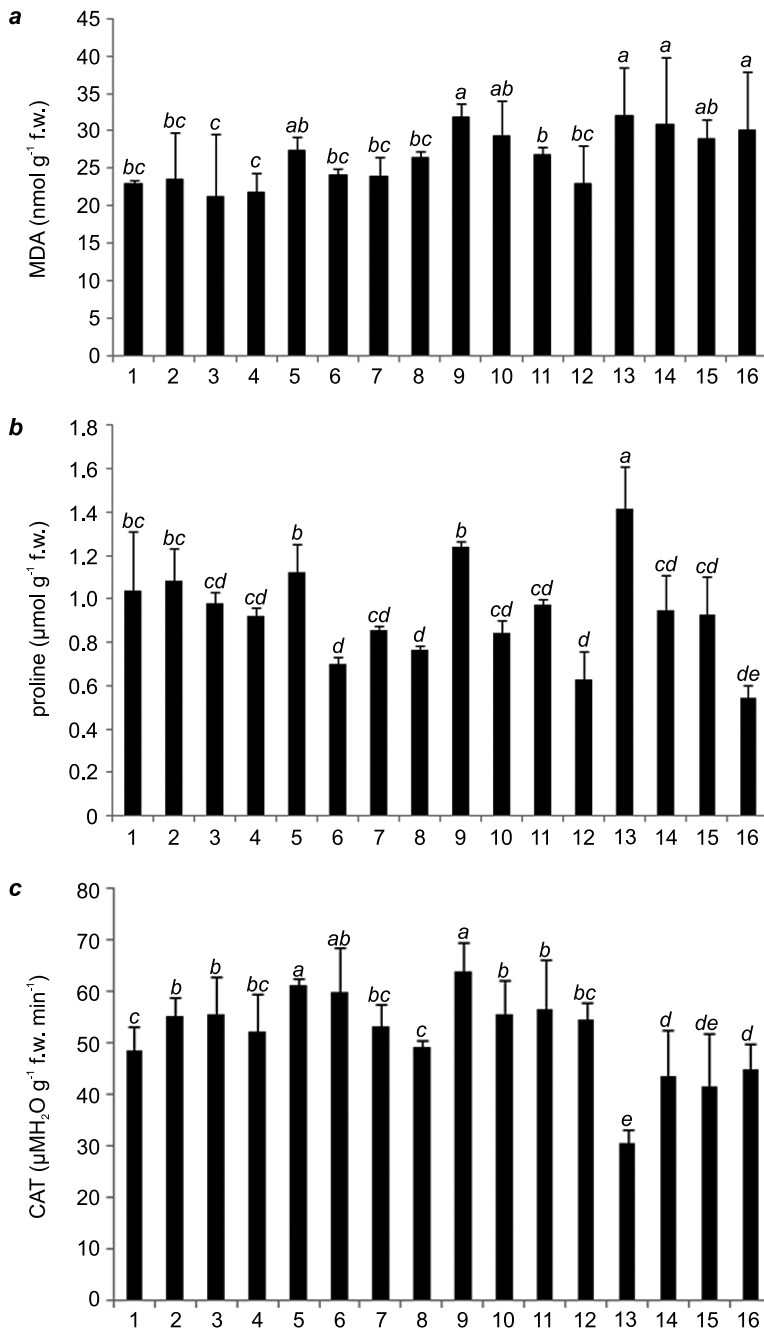 a
MDA (nmol g⁻¹ f.w.)
45
40
35
30
25
20
15
10
5
0
bc bc c c ab bc bc bc a ab b bc a a ab a
1 2 3 4 5 6 7 8 9 10 11 12 13 14 15 16
b
proline (µmol g⁻¹ f.w.)
1.8
1.6
1.4
1.2
1.0
0.8
0.6
0.4
0.2
0
bc bc cd cd b d cd d b cd cd d a cd cd de
1 2 3 4 5 6 7 8 9 10 11 12 13 14 15 16
c
CAT (µMH₂O g⁻¹ f.w. min⁻¹)
80
70
60
50
40
30
20
10
0
c b b bc a ab bc c a b b bc e d de d
1 2 3 4 5 6 7 8 9 10 11 12 13 14 15 16